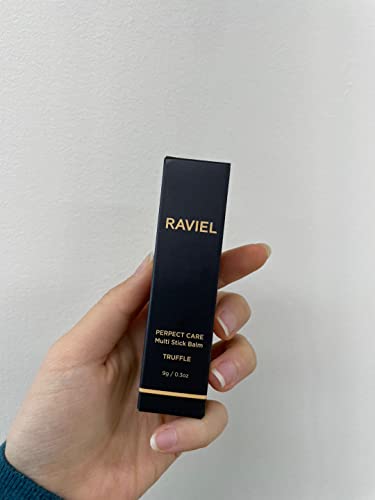 RAVIEL
PERPECT CARE
Multi Stick Balm
TRUFFLE
9g / 0.3oz